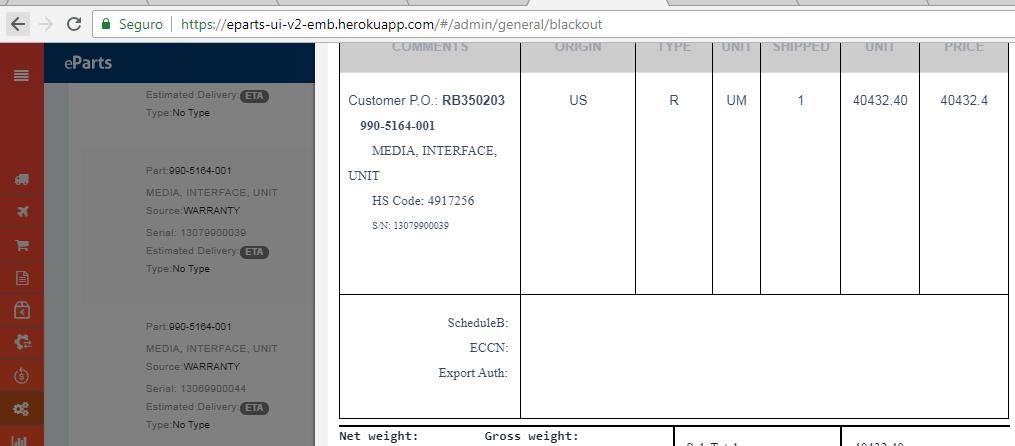 Seguro https://eparts-ui-v2-emb.herokuapp.com/#/admin/general/blackout
eParts
Estimated Delivery: ETA
Type:No Type
Part:990-5164-001
MEDIA, INTERFACE, UNIT
Source:WARRANTY
Serial: 13079900039
Estimated Delivery: ETA
Type:No Type
Part:990-5164-001
MEDIA, INTERFACE, UNIT
Source:WARRANTY
Serial: 13069900044
Estimated Delivery: ETA
Type:No Type
COMMENTS ORIGIN TYPE UNIT SHIPPED UNIT PRICE
Customer P.O.: RB350203 US R UM 1 40432.40 40432.4
990-5164-001
MEDIA, INTERFACE,
UNIT
HS Code: 4917256
S/N: 13079900039
ScheduleB:
ECCN:
Export Auth:
Net weight: Gross weight: